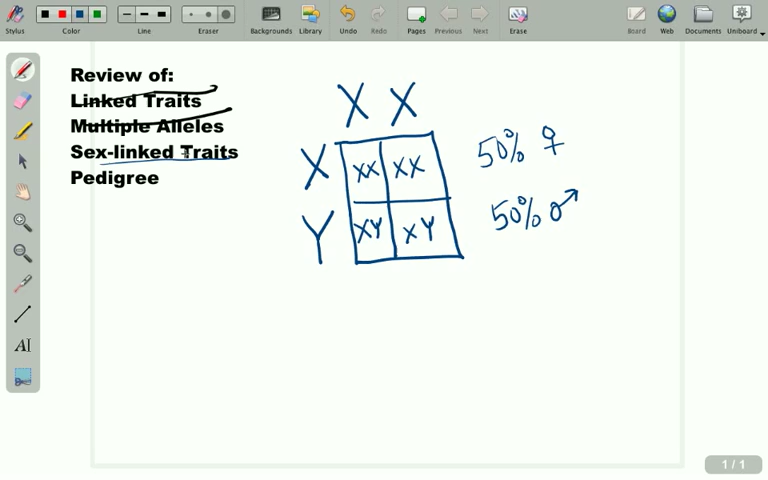 Stylus Color Line Eraser Backgrounds Library Undo Redo Pages Previous Next Erase Board Web Documents Uniboard
Review of:
Linked Traits
Multiple Alleles
Sex-linked Traits
Pedigree
X X
X XX XX 50% ♀
Y XY XY 50% ♂
AI
1 / 1